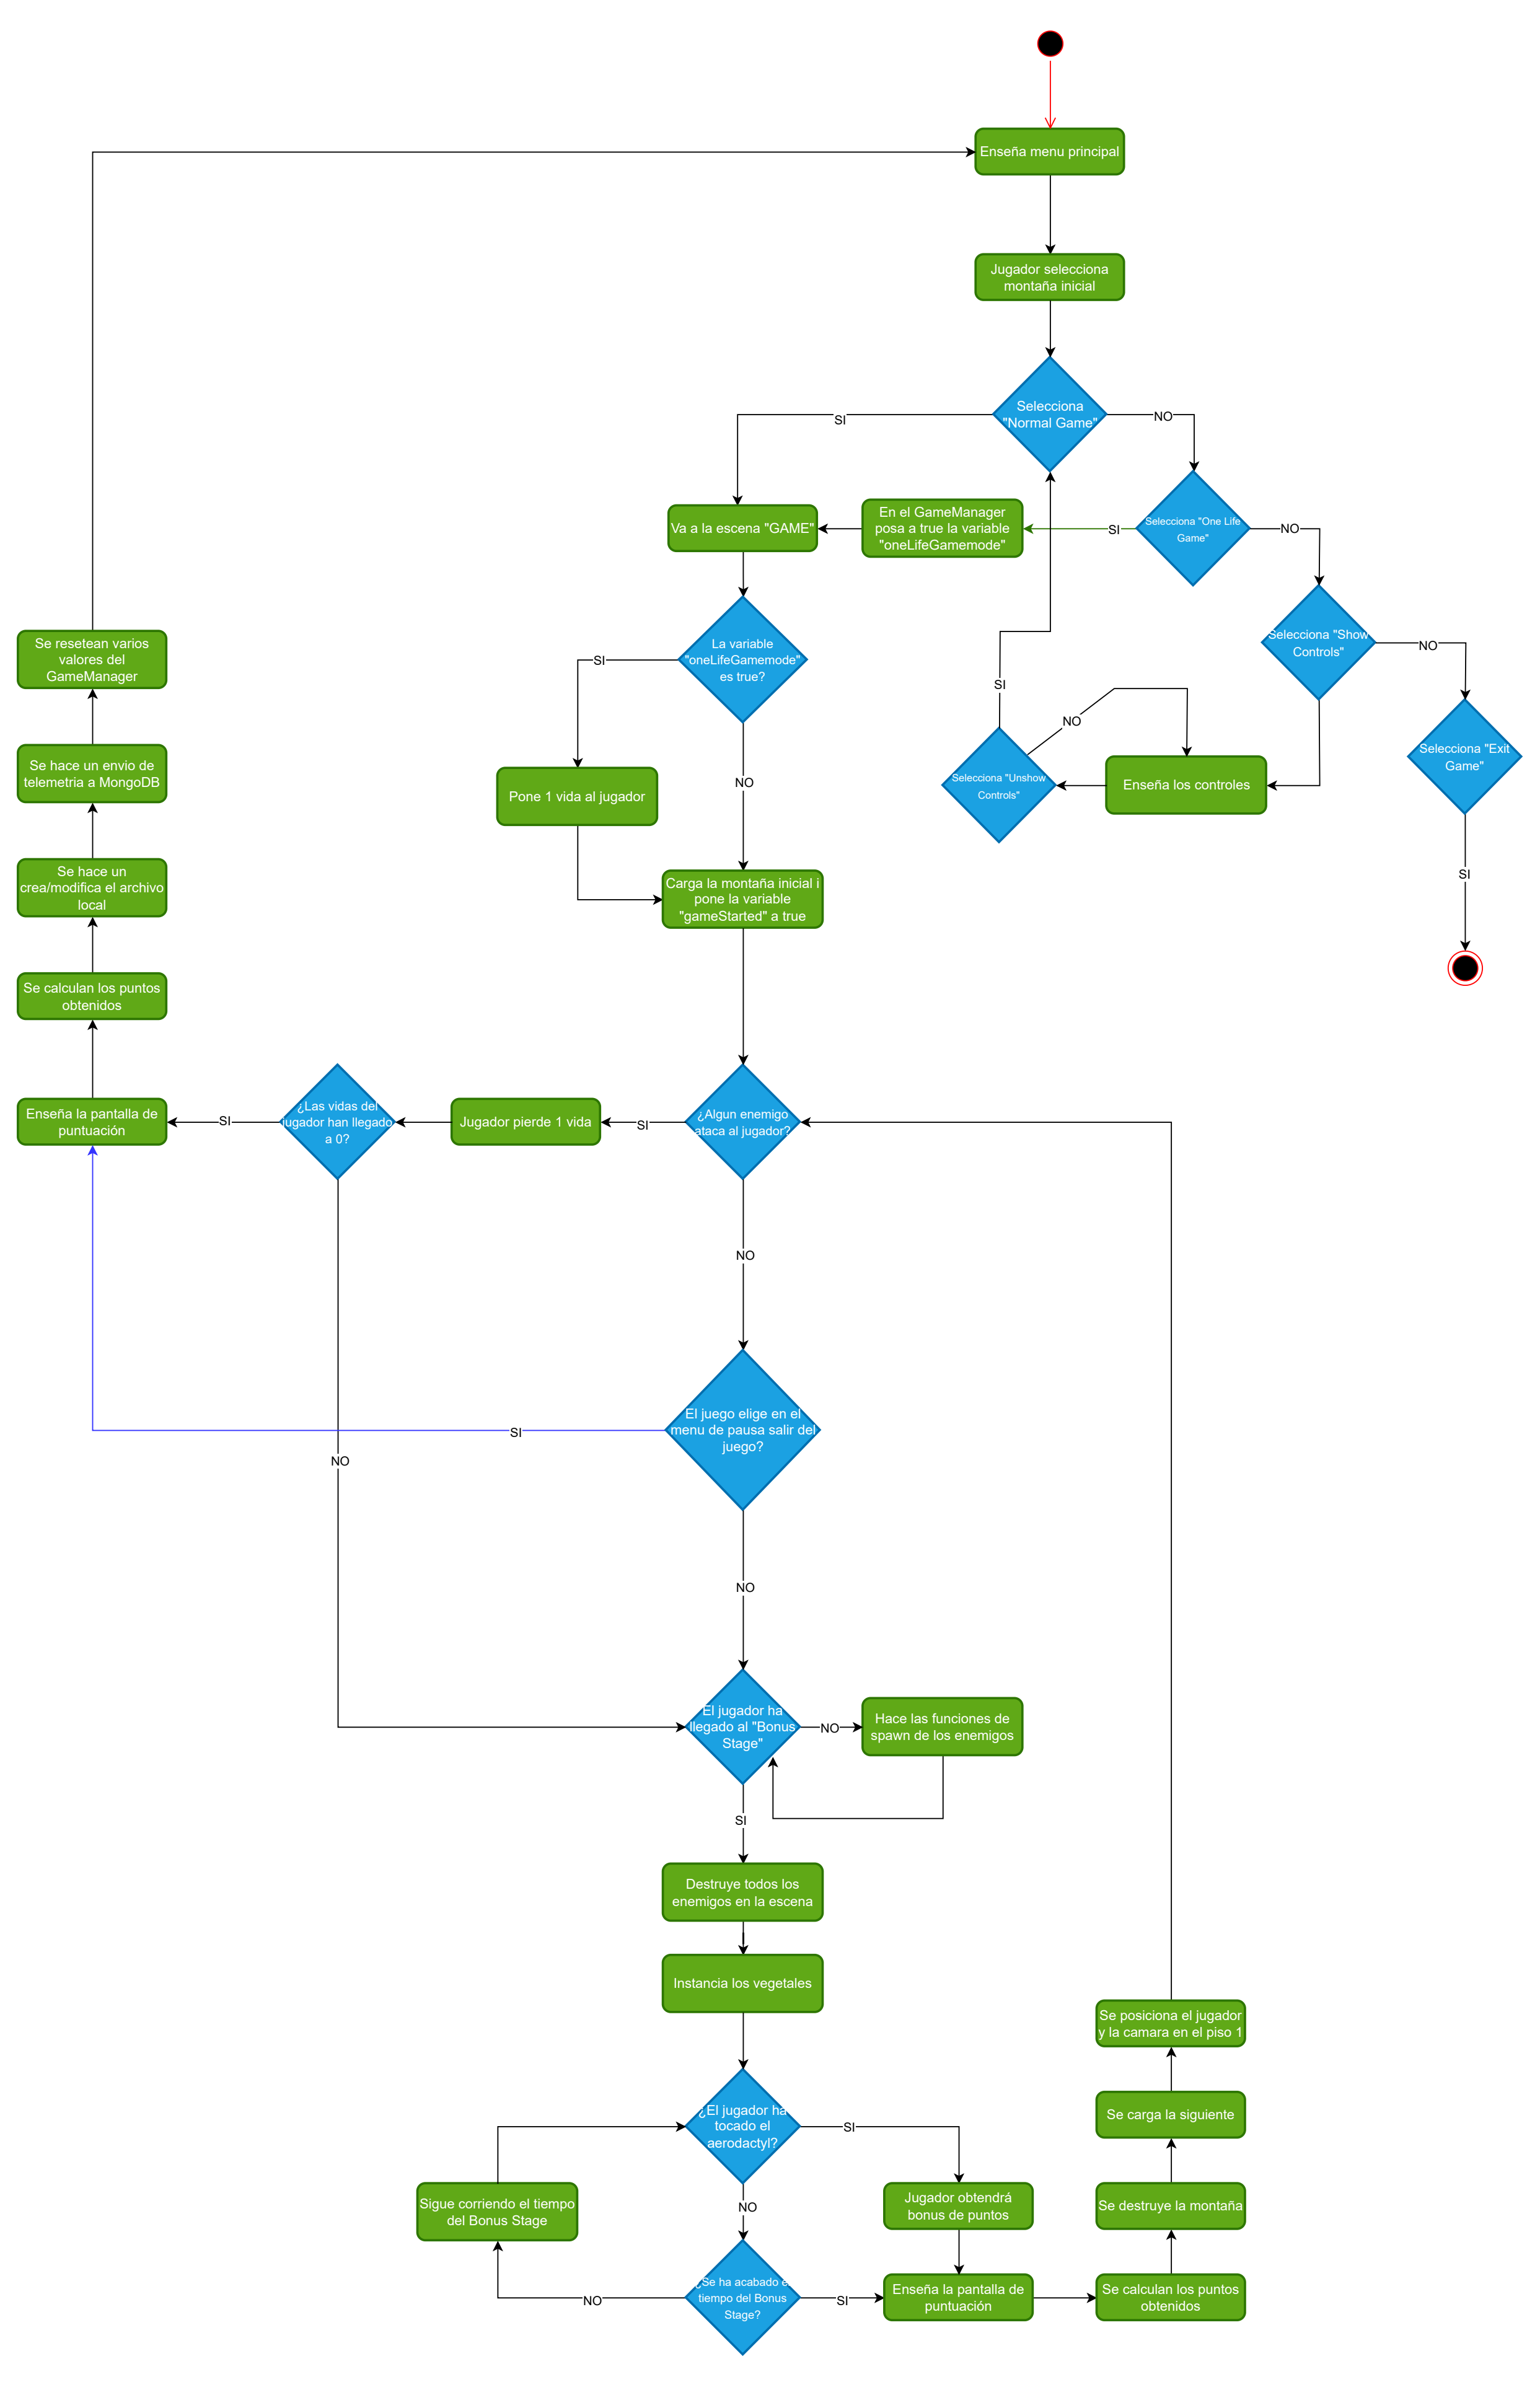 Enseña menu principal
Jugador selecciona
montaña inicial
Selecciona
"Normal Game"
SI
NO
Va a la escena "GAME"
En el GameManager
posa a true la variable
"oneLifeGamemode"
SI
Selecciona "One Life
Game"
NO
Selecciona "Show
Controls"
NO
Selecciona "Exit
Game"
SI
Enseña los controles
Selecciona "Unshow
Controls"
NO
SI
La variable
"oneLifeGamemode"
es true?
SI
NO
Pone 1 vida al jugador
Carga la montaña inicial i
pone la variable
"gameStarted" a true
Se resetean varios
valores del
GameManager
Se hace un envio de
telemetria a MongoDB
Se hace un
crea/modifica el archivo
local
Se calculan los puntos
obtenidos
Enseña la pantalla de
puntuación
SI
¿Las vidas del
jugador han llegado
a 0?
Jugador pierde 1 vida
SI
¿Algun enemigo
ataca al jugador?
NO
El juego elige en el
menu de pausa salir del
juego?
SI
NO
NO
El jugador ha
llegado al "Bonus
Stage"
NO
Hace las funciones de
spawn de los enemigos
SI
Destruye todos los
enemigos en la escena
Instancia los vegetales
¿El jugador ha
tocado el
aerodactyl?
SI
NO
Sigue corriendo el tiempo
del Bonus Stage
Jugador obtendrá
bonus de puntos
¿Se ha acabado el
tiempo del Bonus
Stage?
NO
SI
Enseña la pantalla de
puntuación
Se calculan los puntos
obtenidos
Se destruye la montaña
Se carga la siguiente
Se posiciona el jugador
y la camara en el piso 1